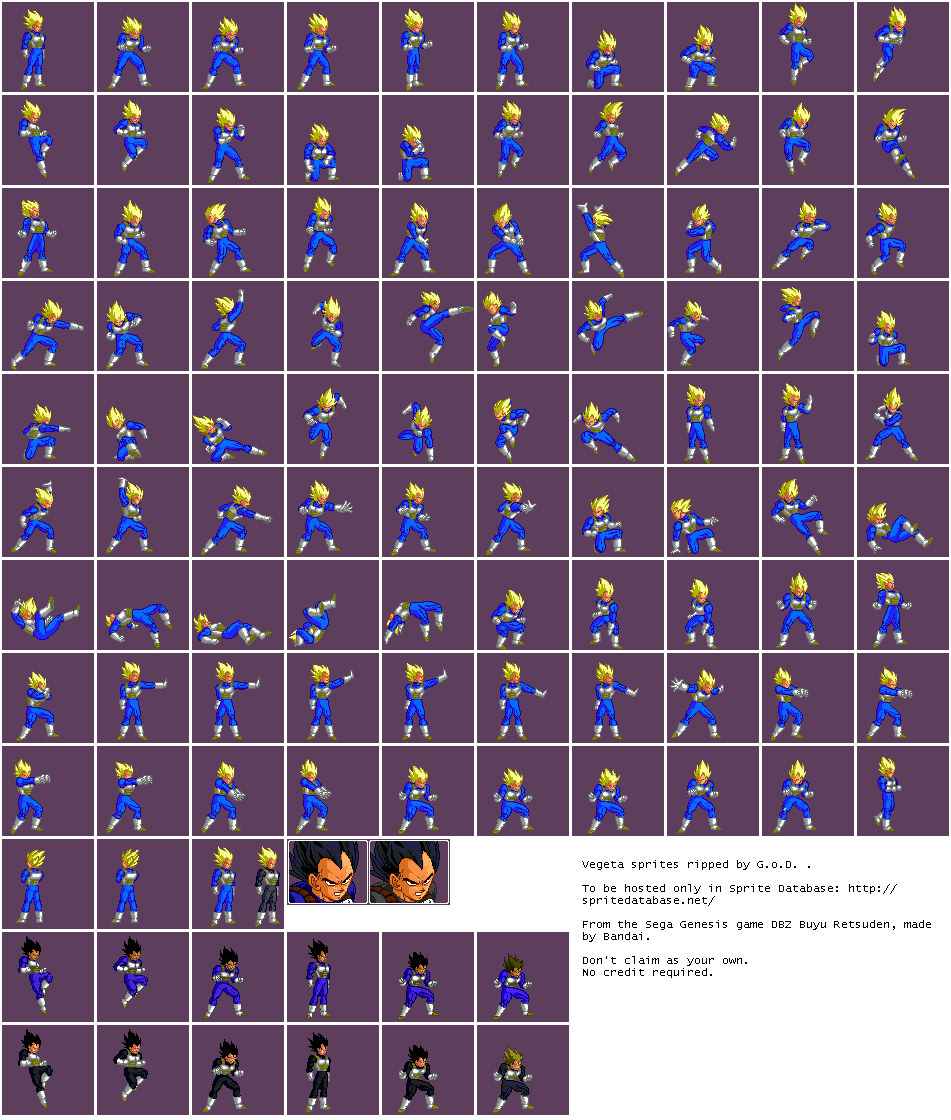 Vegeta sprites ripped by G.o.D. .
To be hosted only in Sprite Database: http://
spritedatabase.net/
From the Sega Genesis game DBZ Buyu Retsuden, made
by Bandai.
Don't claim as your own.
No credit required.